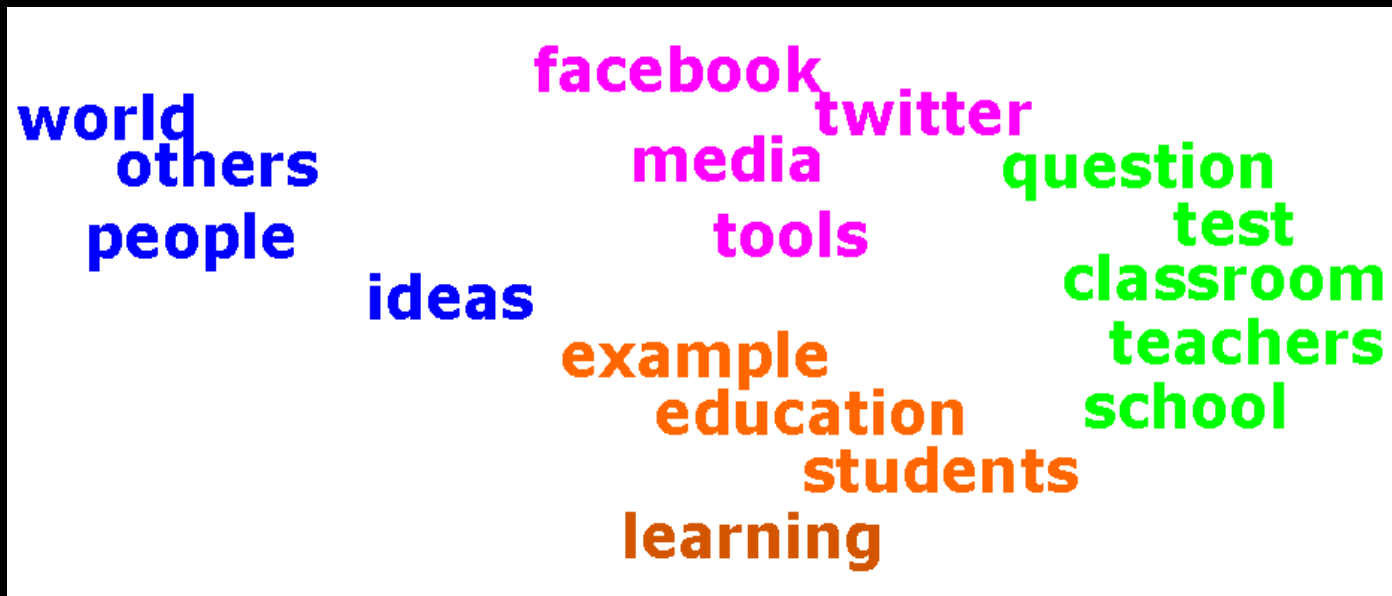 facebook
world
twitter
others
media
question
test
people
tools
classroom
ideas
teachers
example
school
education
students
learning